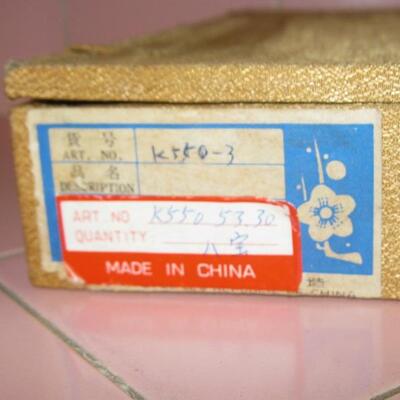 货号
ART. NO. K550-3
品名
DESCRIPTION
ART. NO K550 53.30
QUANTITY 八宝
MADE IN CHINA